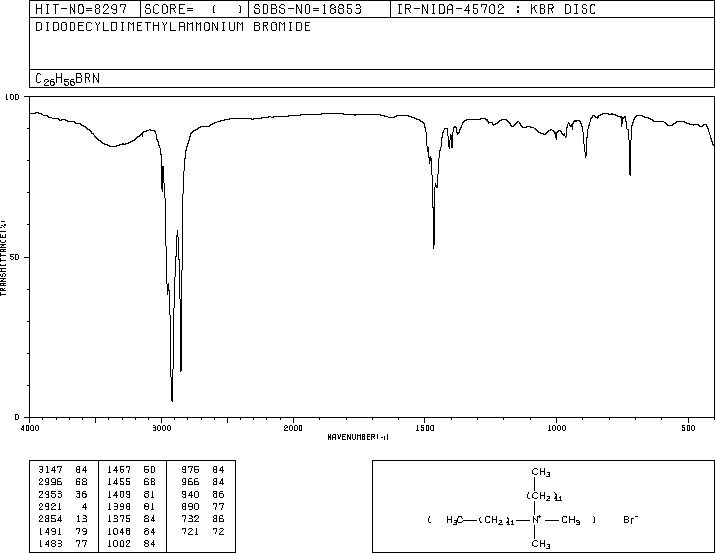 HIT-NO=8297 SCORE= ( ) SDBS-NO=18853 IR-NIDA-45702 : KBR DISC
DIDODECYLDIMETHYLAMMONIUM BROMIDE
C26H56BRN
100
50
0
TRANSMITTANCE(%)
4000 3000 2000 1500 1000 500
WAVENUMBER(-1)
3147 84 1467 50 976 84
2996 68 1455 68 966 84
2953 36 1409 81 940 86
2921 4 1398 81 890 77
2854 13 1375 84 732 86
1491 79 1048 84 721 72
1483 77 1002 84
CH3
(CH2)11
( H3C—(CH2)11—N+—CH3 ) Br-
CH3